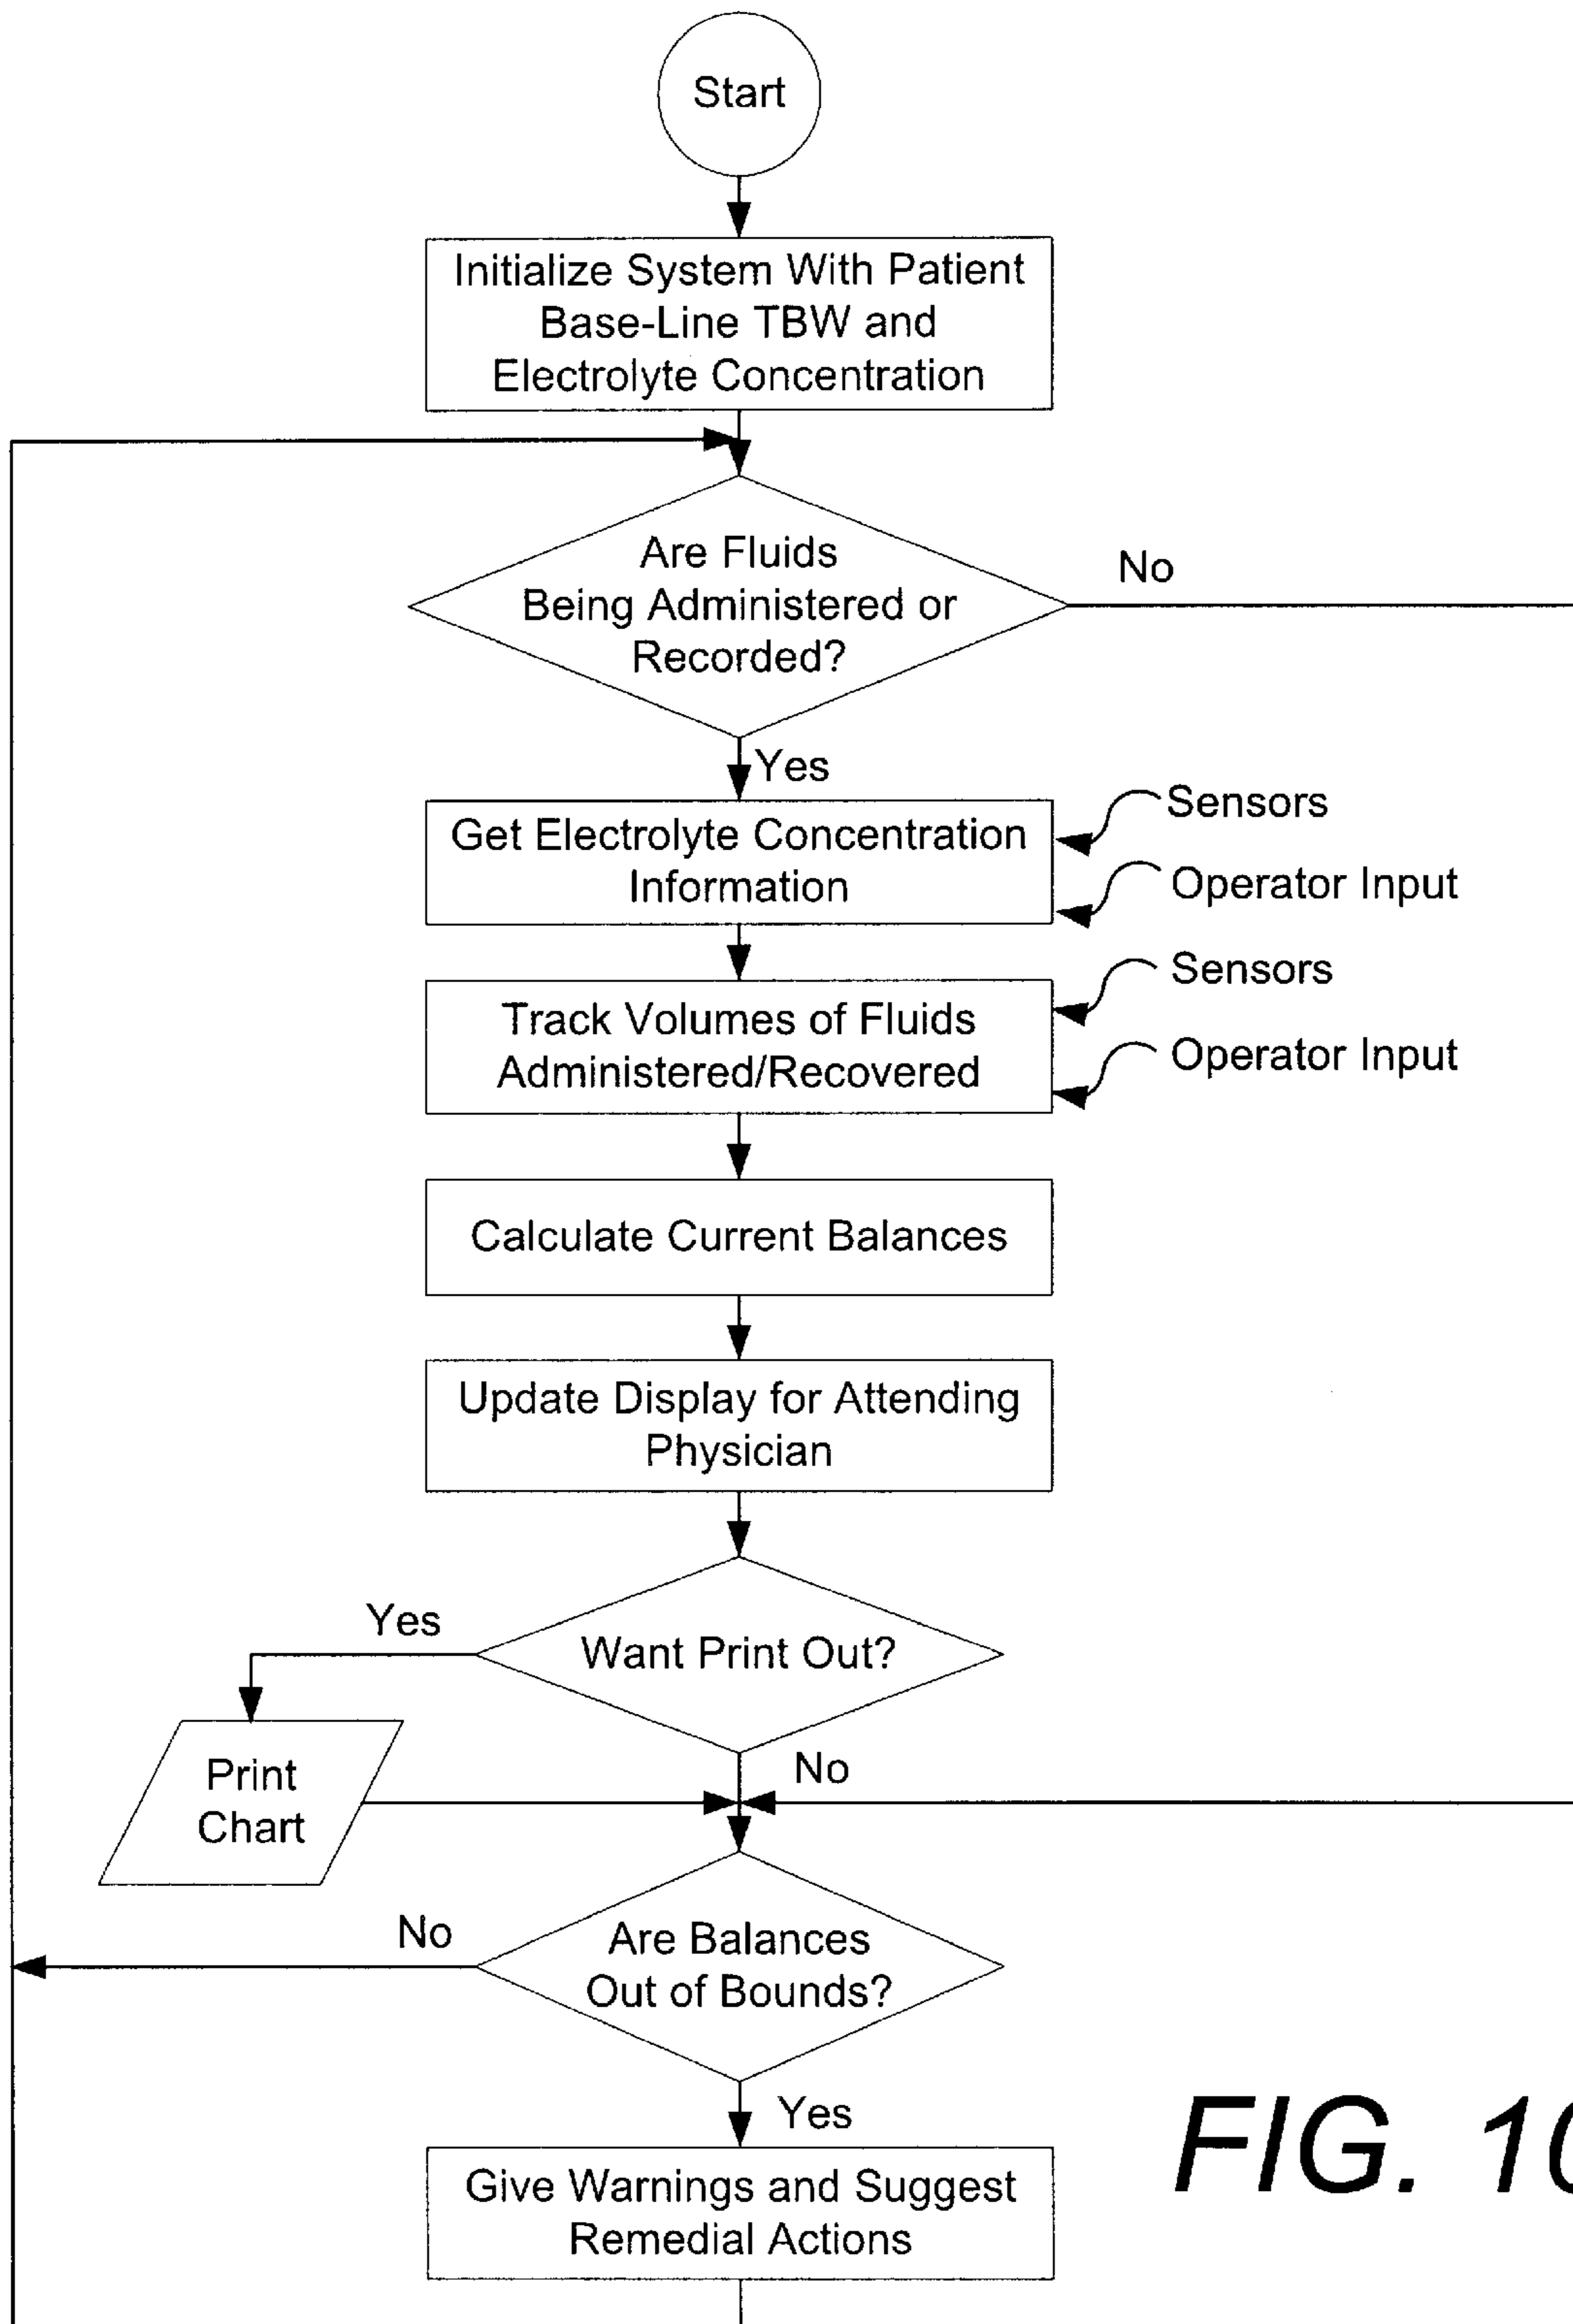 Start
Initialize System With Patient
Base-Line TBW and
Electrolyte Concentration
Are Fluids
Being Administered or
Recorded?
No
Yes
Get Electrolyte Concentration
Information
Sensors
Operator Input
Track Volumes of Fluids
Administered/Recovered
Sensors
Operator Input
Calculate Current Balances
Update Display for Attending
Physician
Want Print Out?
Yes
No
Print
Chart
Are Balances
Out of Bounds?
No
Yes
Give Warnings and Suggest
Remedial Actions
FIG. 10